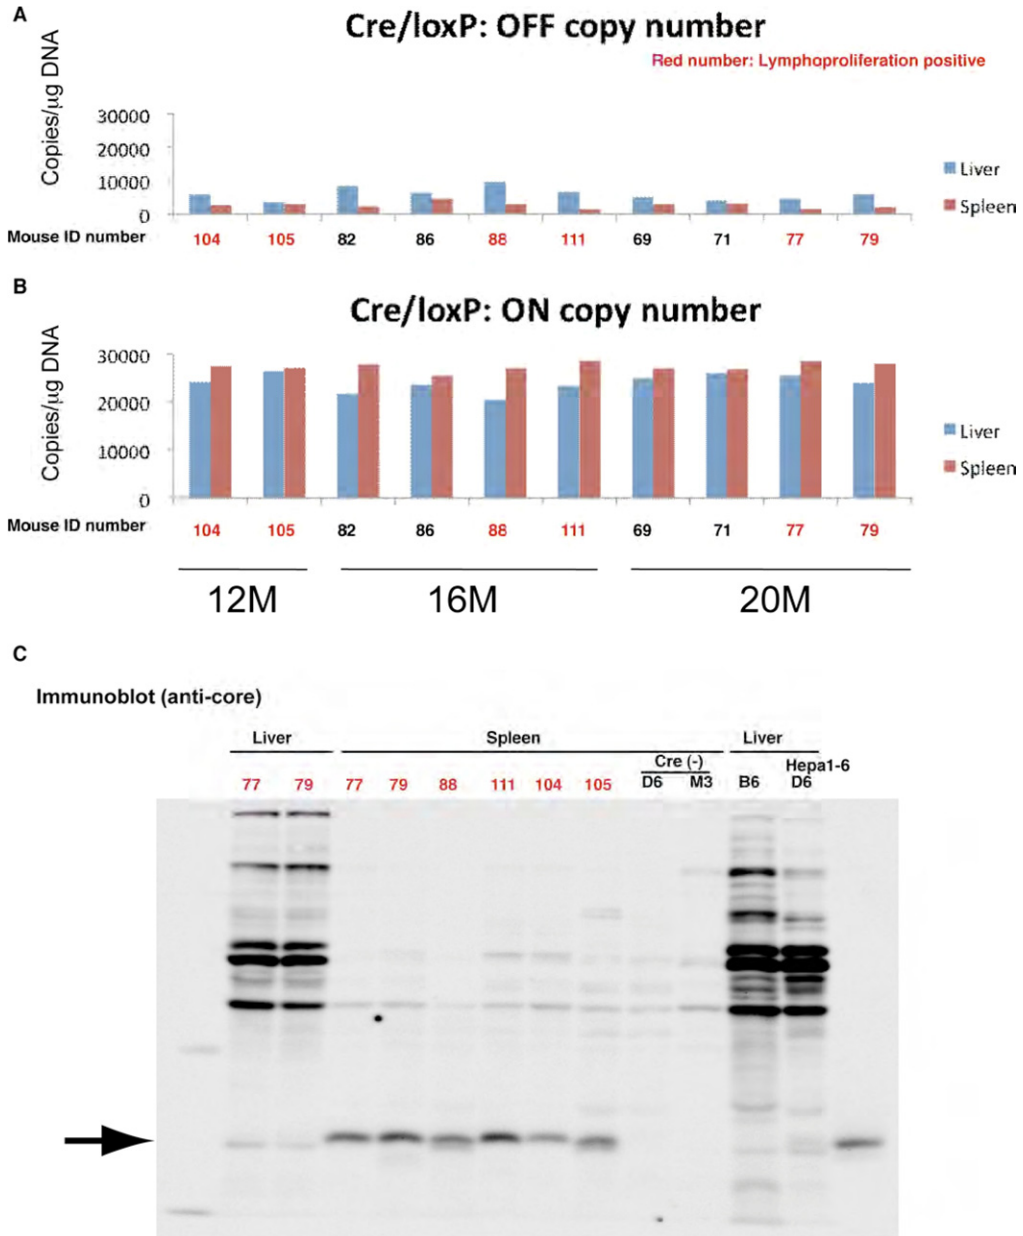 A
Cre/loxP: OFF copy number
Red number: Lymphoproliferation positive
Copies/µg DNA
30000
20000
10000
0
Liver
Spleen
Mouse ID number 104 105 82 86 88 111 69 71 77 79
B
Cre/loxP: ON copy number
Copies/µg DNA
30000
20000
10000
0
Liver
Spleen
Mouse ID number 104 105 82 86 88 111 69 71 77 79
12M 16M 20M
C
Immunoblot (anti-core)
Liver Spleen Liver
Cre (-) Hepa1-6
77 79 77 79 88 111 104 105 D6 M3 B6 D6